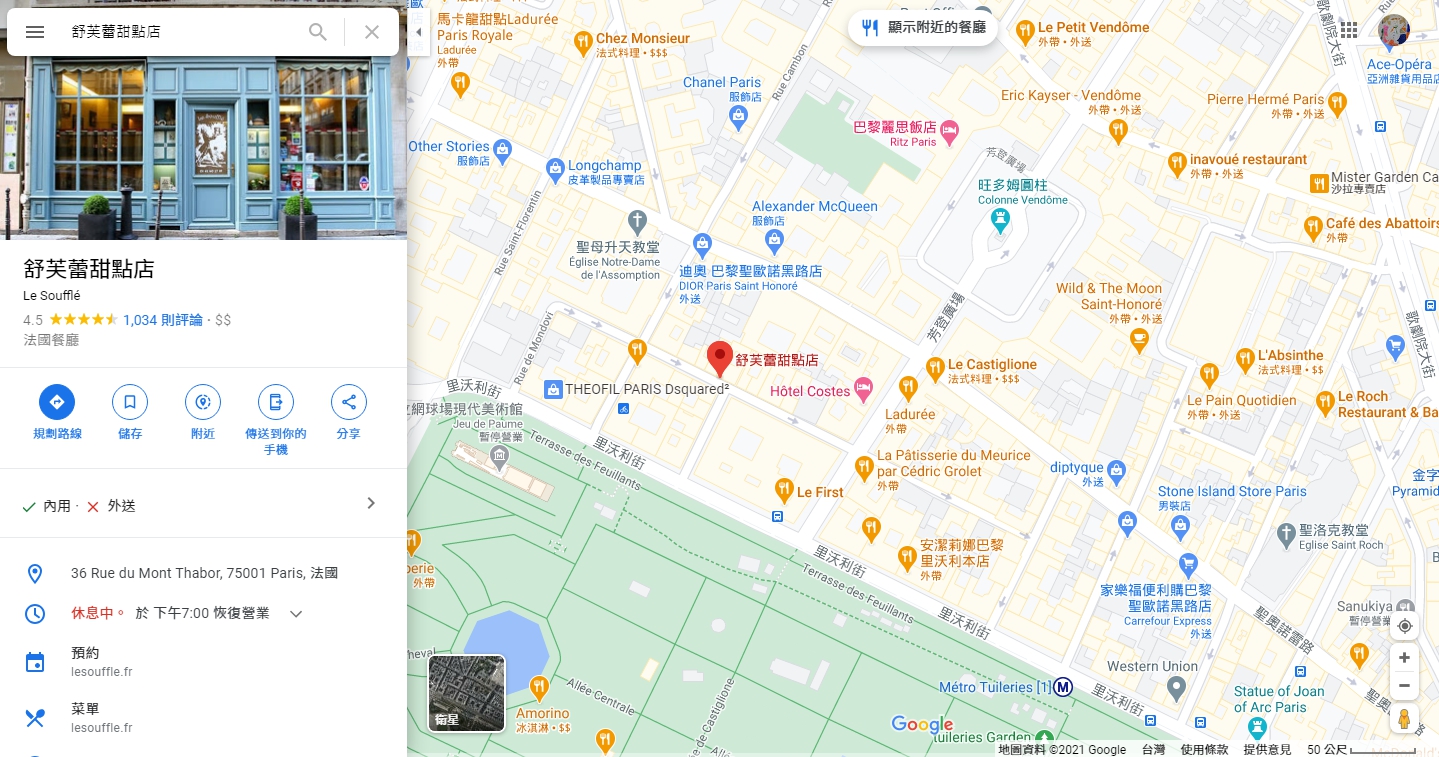 舒芙蕾甜點店
舒芙蕾甜點店
Le Soufflé
4.5
1,034 則評論 · $$
法國餐廳
規劃路線
儲存
附近
傳送到你的
手機
分享
內用 ·
外送
36 Rue du Mont Thabor, 75001 Paris, 法國
休息中。 於 下午7:00 恢復營業
預約
lesouffle.fr
菜單
lesouffle.fr
衛星
顯示附近的餐廳
馬卡龍甜點Ladurée
Paris Royale
Ladurée
外帶
Chez Monsieur
法式料理 • $$$
Rue Cambon
Le Petit Vendôme
外帶 • 外送
歌劇院大街
Ace-Opéra
亞洲雜貨用品店
Chanel Paris
服飾店
Eric Kayser - Vendôme
外帶 • 外送
Pierre Hermé Paris
外帶 • 外送
巴黎麗思飯店
Ritz Paris
Other Stories
服飾店
Longchamp
皮革製品專賣店
芳登廣場
inavoué restaurant
外帶 • 外送
Mister Garden Ca
沙拉專賣店
旺多姆圓柱
Colonne Vendôme
Alexander McQueen
服飾店
Café des Abattoirs
外帶
Rue Saint-Florentin
聖母升天教堂
Église Notre-Dame
de l'Assomption
迪奧 巴黎聖歐諾黑路店
DIOR Paris Saint Honoré
外送
Wild & The Moon
Saint-Honoré
外帶 • 外送
芳登廣場
歌劇院大街
Rue de Mondovi
舒芙蕾甜點店
Le Castiglione
法式料理 • $$$
L'Absinthe
法式料理 • $$
里沃利街
THEOFIL PARIS Dsquared²
Hôtel Costes
Le Pain Quotidien
外帶 • 外送
Le Roch
Restaurant & Ba
網球場現代美術館
Jeu de Paume
暫停營業
Ladurée
外帶
Terrasse des Feuillants
里沃利街
La Pâtisserie du Meurice
par Cédric Grolet
外帶
diptyque
外送
金字
Pyramid
Le First
Stone Island Store Paris
男裝店
聖洛克教堂
Église Saint Roch
安潔莉娜巴黎
里沃利本店
外帶
perie
外帶
里沃利街
Terrasse des Feuillants
里沃利街
家樂福便利購巴黎
聖歐諾黑路店
Carrefour Express
外送
聖奧諾雷路
Sanukiya
暫停營業
heval
Allée Centrale
de Castiglione
Western Union
Métro Tuileries [1]
M
里沃利街
Statue of Joan
of Arc Paris
聖奧
Amorino
冰淇淋 • $$
Google
uileries Garden
地圖資料 ©2021 Google
台灣
使用條款
提供意見
50 公尺